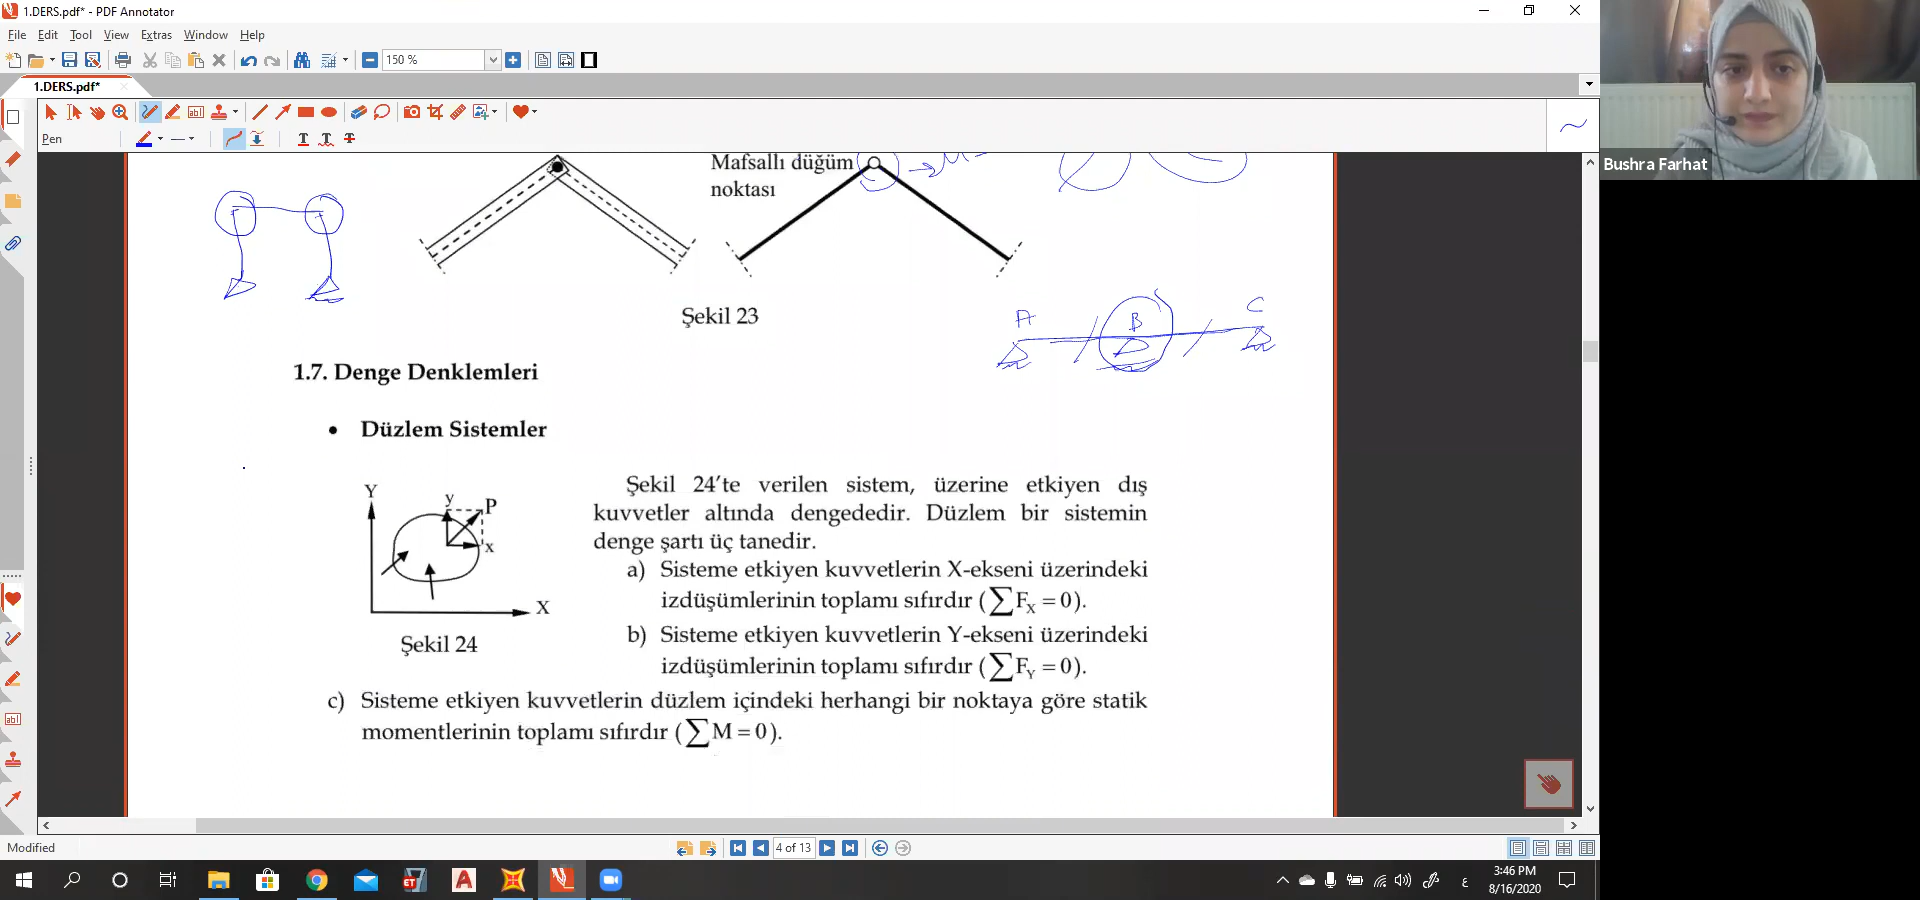 1.DERS.pdf* - PDF Annotator
File Edit Tool View Extras Window Help
150 %
1.DERS.pdf*
Pen
Bushra Farhat
Mafsallı düğüm
noktası
Şekil 23
A B C
1.7. Denge Denklemleri
• Düzlem Sistemler
Y
y
P
x
X
Şekil 24
Şekil 24’te verilen sistem, üzerine etkiyen dış
kuvvetler altında dengededir. Düzlem bir sistemin
denge şartı üç tanedir.
a) Sisteme etkiyen kuvvetlerin X-ekseni üzerindeki
izdüşümlerinin toplamı sıfırdır (∑Fₓ = 0).
b) Sisteme etkiyen kuvvetlerin Y-ekseni üzerindeki
izdüşümlerinin toplamı sıfırdır (∑F_Y = 0).
c) Sisteme etkiyen kuvvetlerin düzlem içindeki herhangi bir noktaya göre statik
momentlerinin toplamı sıfırdır (∑M = 0).
Modified
4 of 13
3:46 PM
8/16/2020